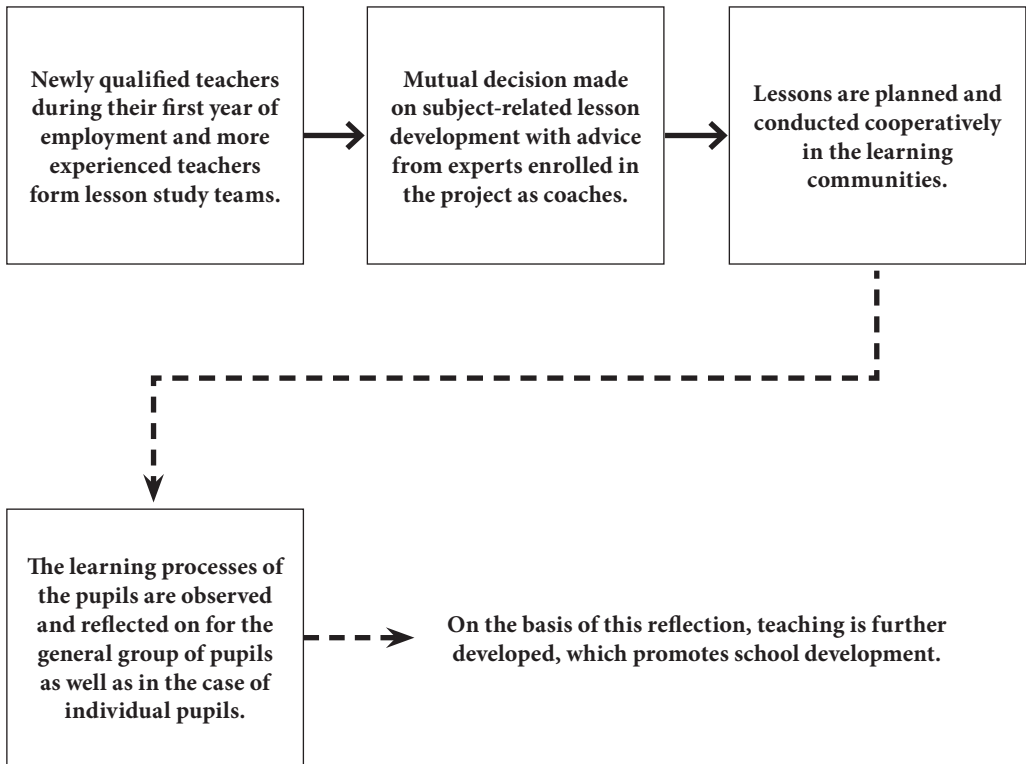 Newly qualified teachers
during their first year of
employment and more
experienced teachers
form lesson study teams.
Mutual decision made
on subject-related lesson
development with advice
from experts enrolled in
the project as coaches.
Lessons are planned and
conducted cooperatively
in the learning
communities.
The learning processes of
the pupils are observed
and reflected on for the
general group of pupils
as well as in the case of
individual pupils.
On the basis of this reflection, teaching is further
developed, which promotes school development.